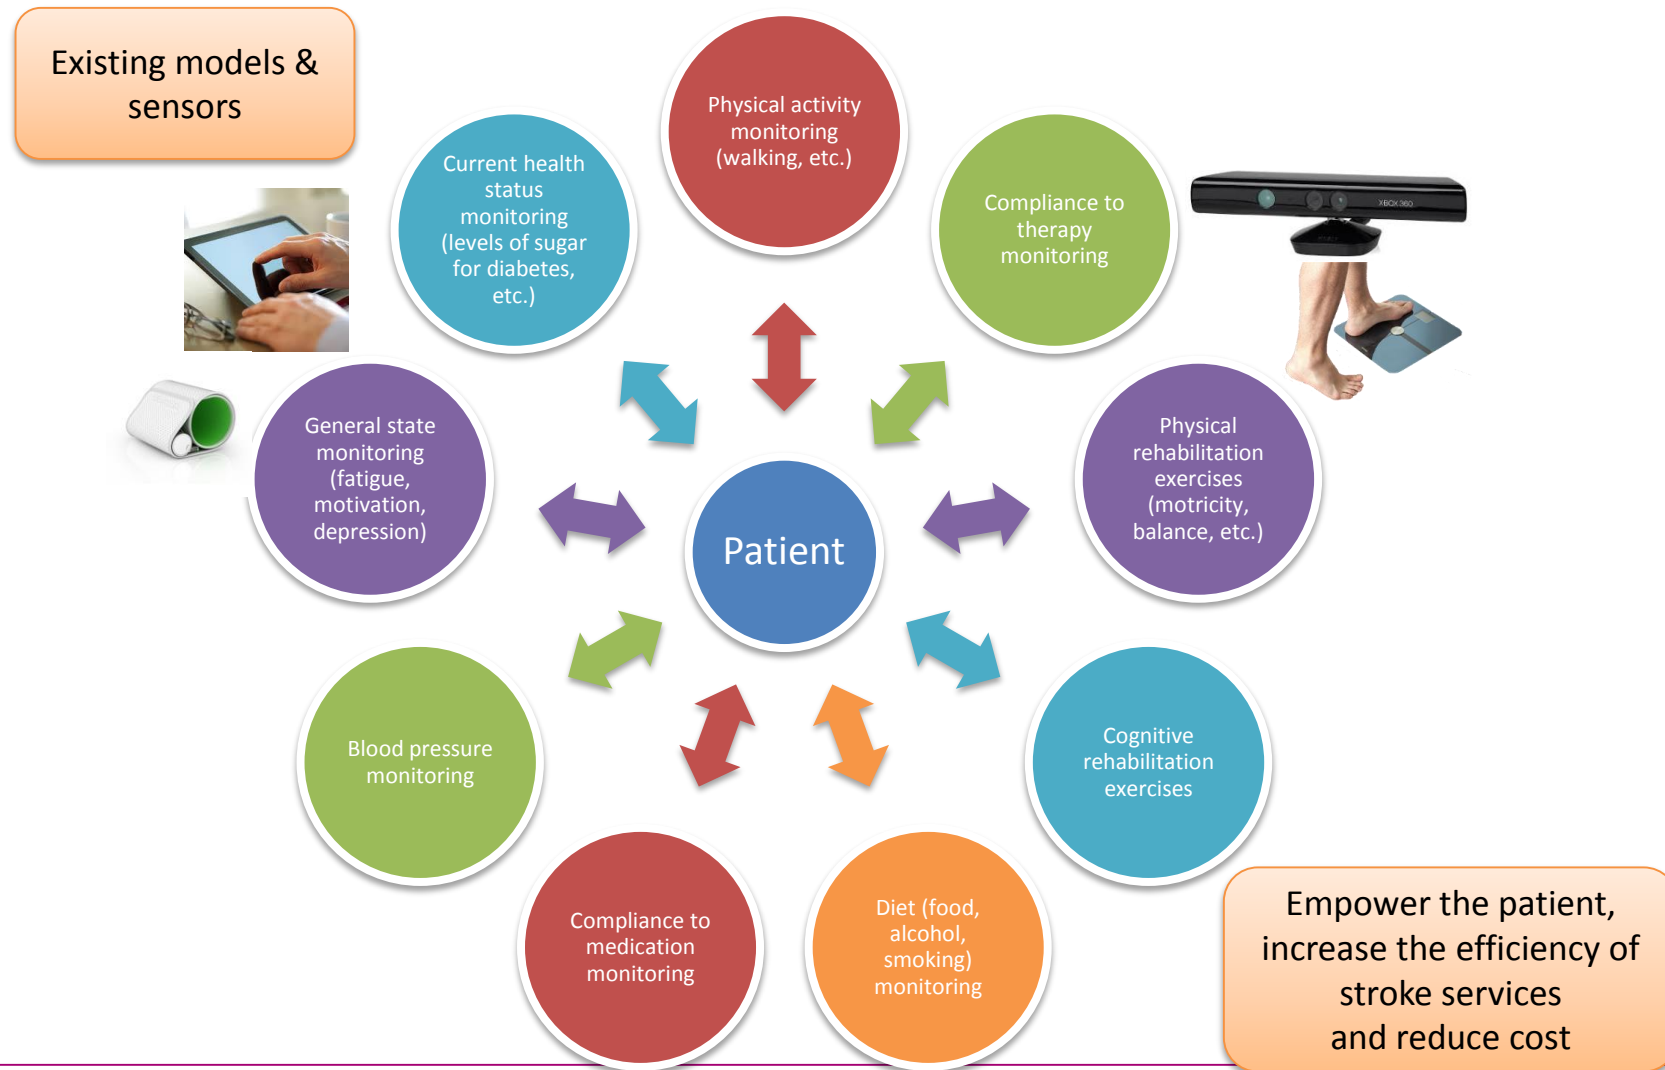 Existing models &
sensors
Physical activity
monitoring
(walking, etc.)
Current health
status
monitoring
(levels of sugar
for diabetes,
etc.)
Compliance to
therapy
monitoring
XBOX 360
General state
monitoring
(fatigue,
motivation,
depression)
Physical
rehabilitation
exercises
(motricity,
balance, etc.)
Patient
Blood pressure
monitoring
Cognitive
rehabilitation
exercises
Compliance to
medication
monitoring
Diet (food,
alcohol,
smoking)
monitoring
Empower the patient,
increase the efficiency of
stroke services
and reduce cost